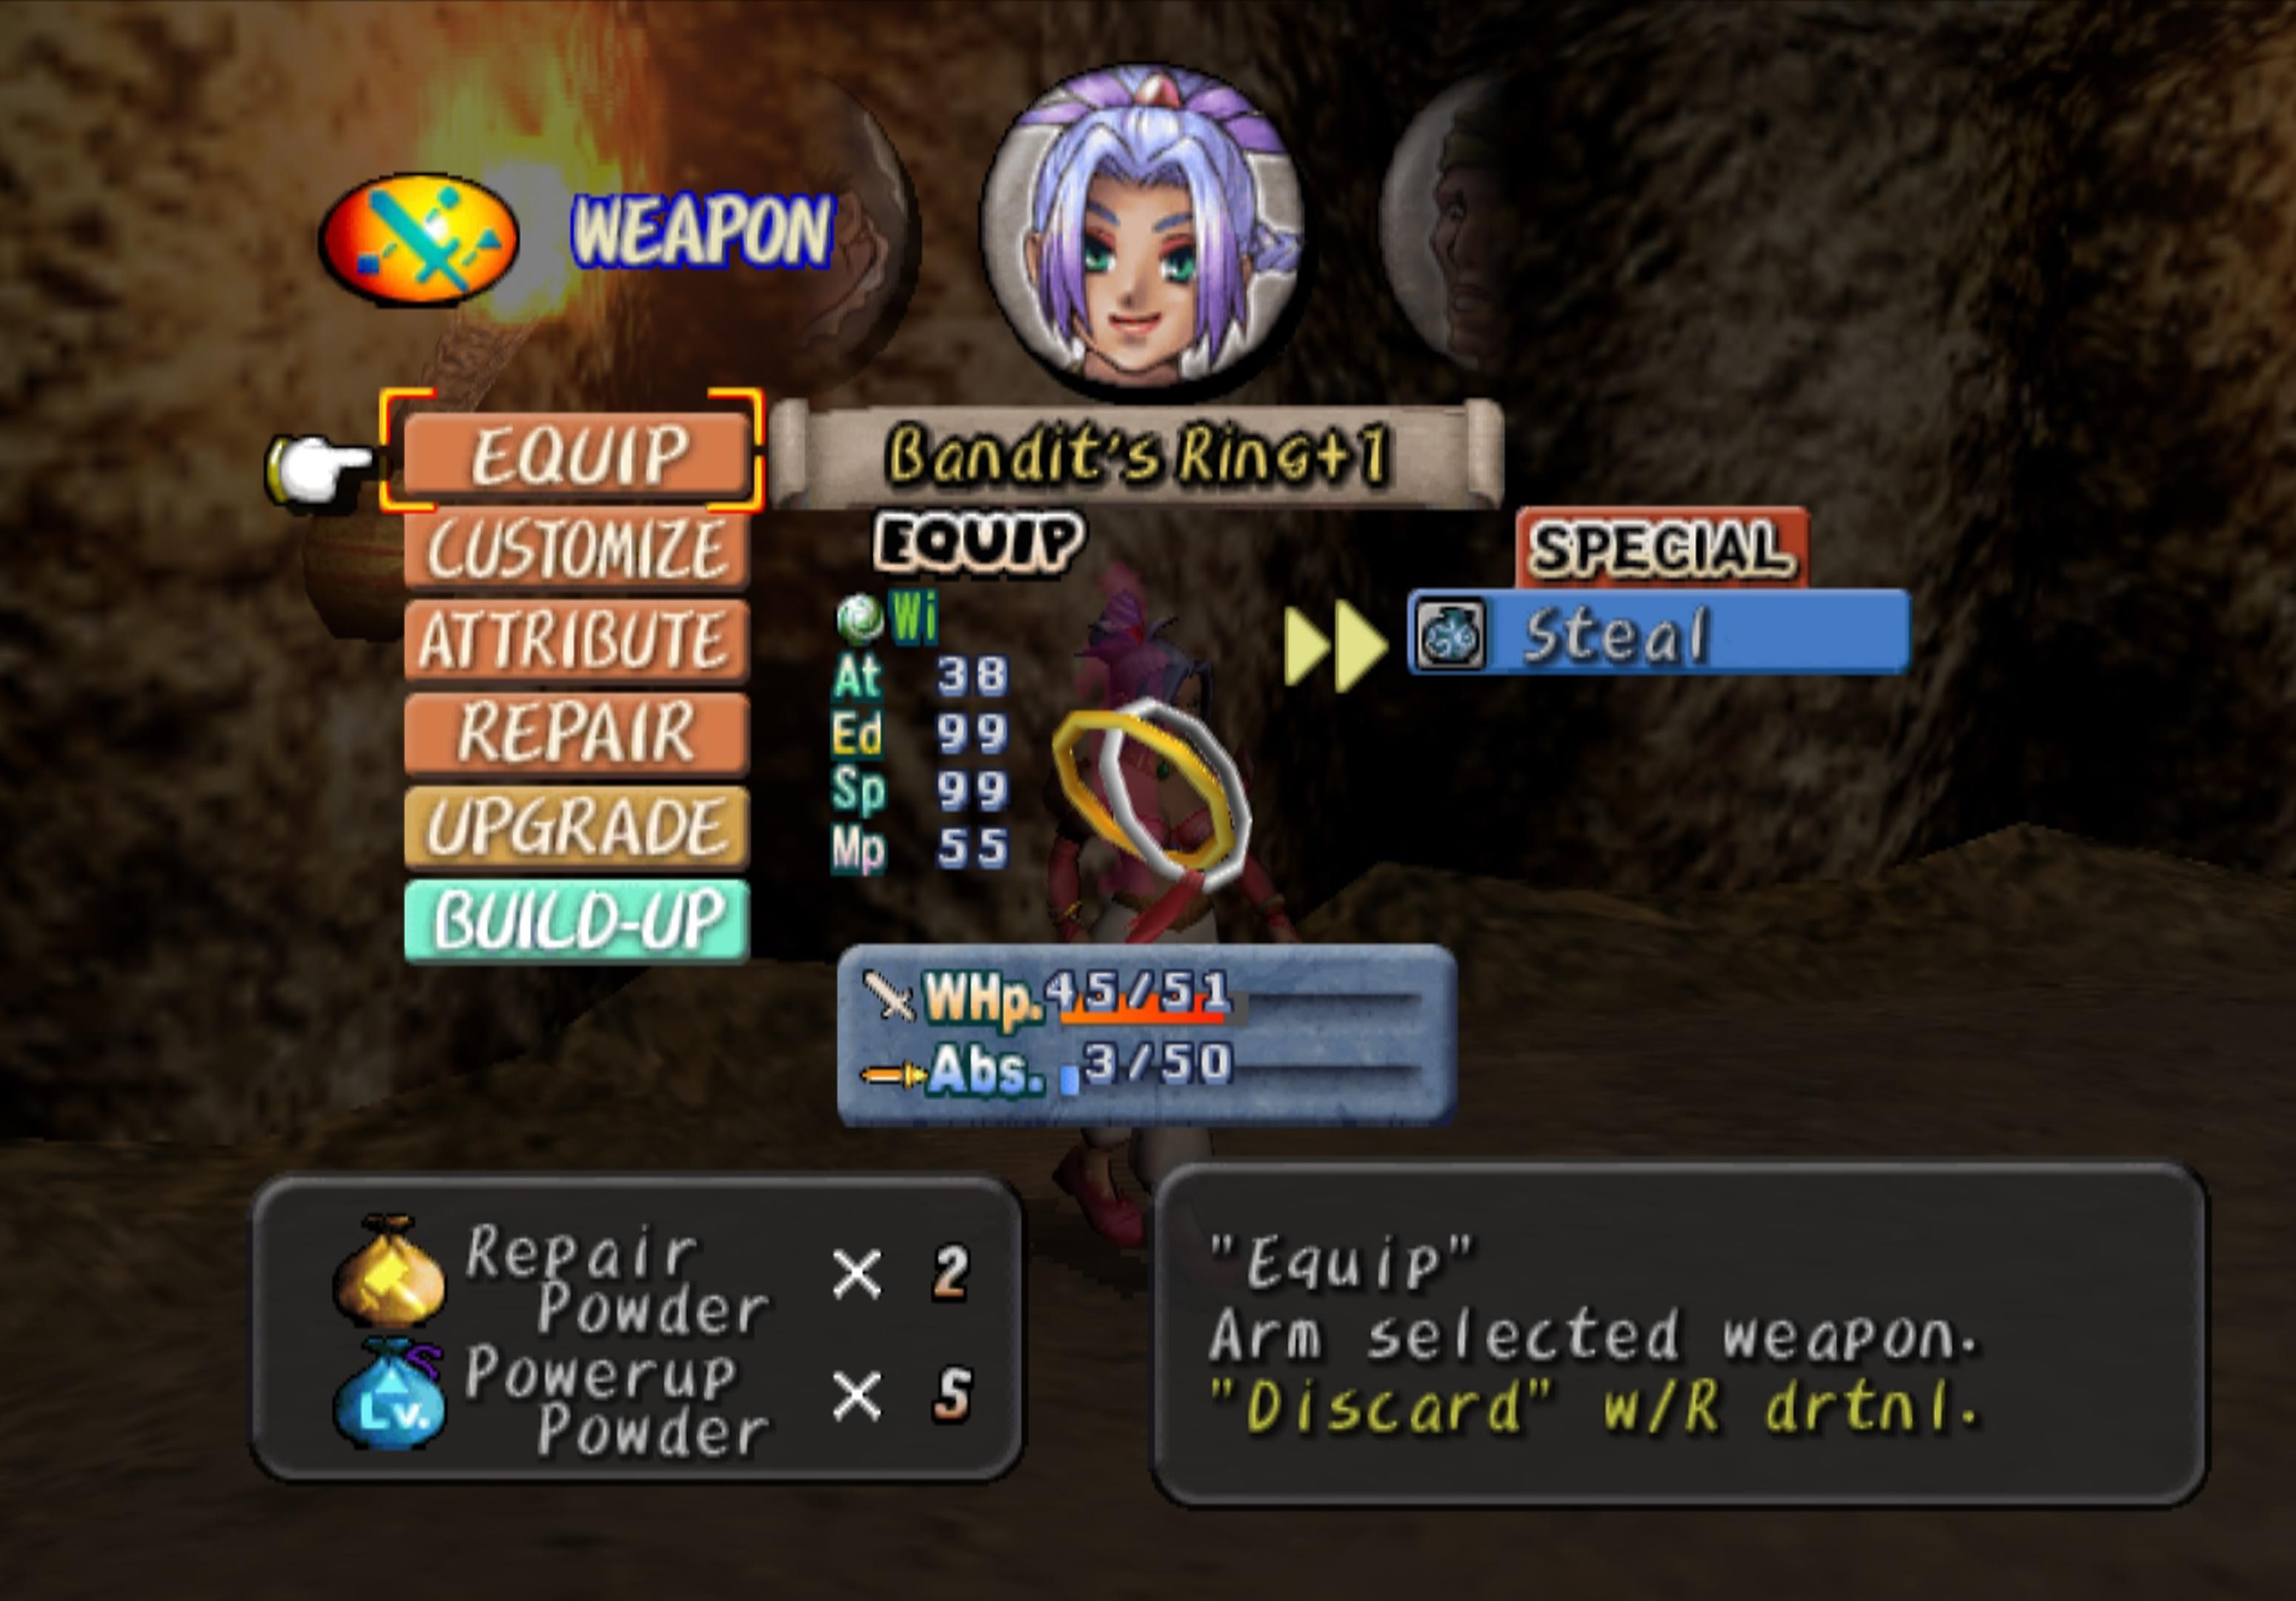 WEAPON
EQUIP
Bandit's Ring+1
CUSTOMIZE
ATTRIBUTE
REPAIR
UPGRADE
BUILD-UP
EQUIP
Wi
At 38
Ed 99
Sp 99
Mp 55
SPECIAL
Steal
WHp. 45/51
Abs. 3/50
Repair
Powder × 2
Lv.
Powerup
Powder × 5
"Equip"
Arm selected weapon.
"Discard" w/R drtnl.